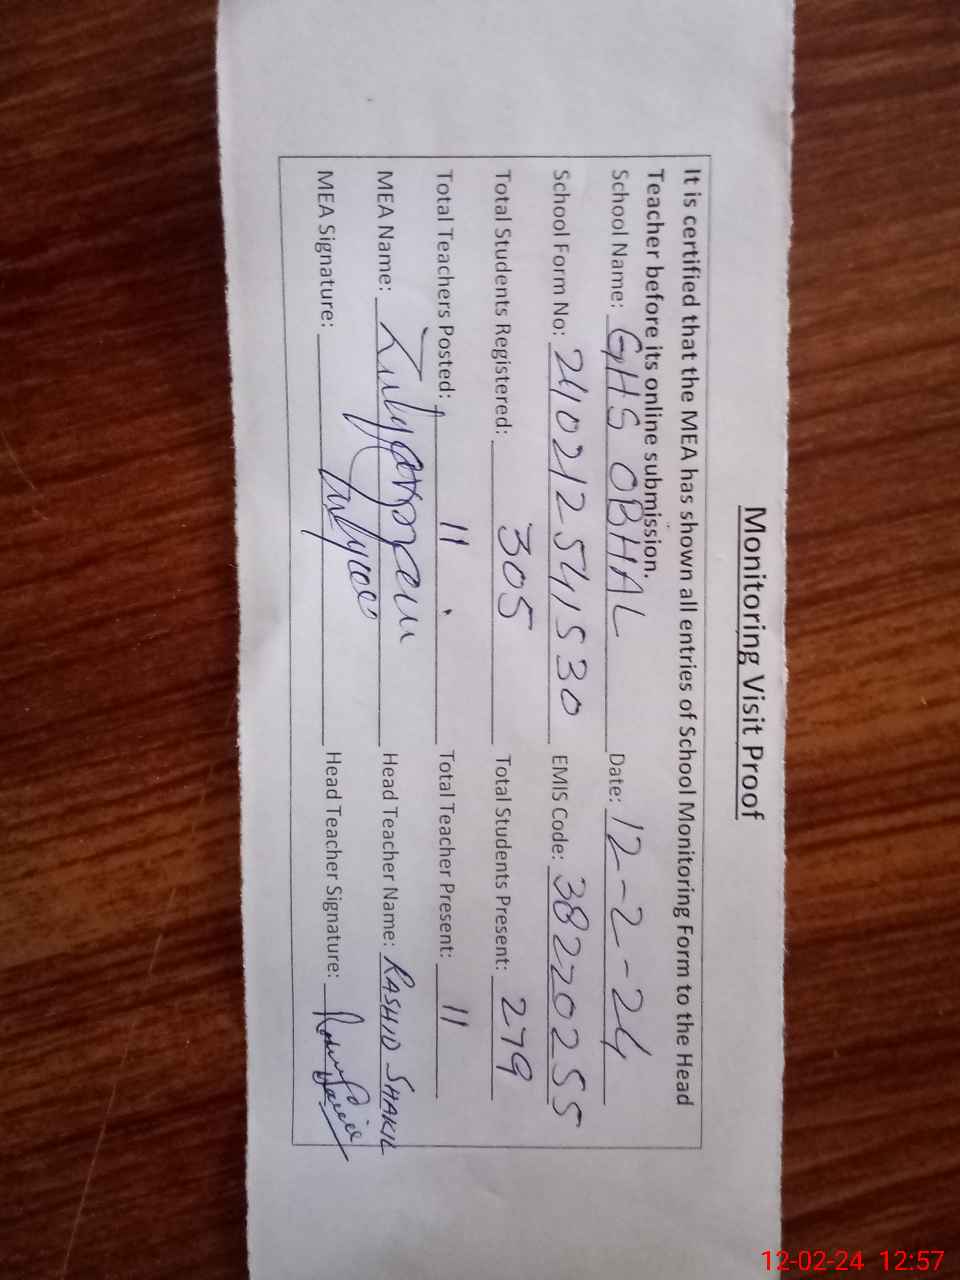 Monitoring Visit Proof
It is certified that the MEA has shown all entries of School Monitoring Form to the Head
Teacher before its online submission.
School Name: GHS OBHAL Date: 12-2-24
School Form No: 240212541530 EMIS Code: 38220255
Total Students Registered: 305 Total Students Present: 279
Total Teachers Posted: 11 Total Teacher Present: 11
MEA Name: Head Teacher Name: RASHID SHAKIL
MEA Signature: Head Teacher Signature:
12-02-24 12:57